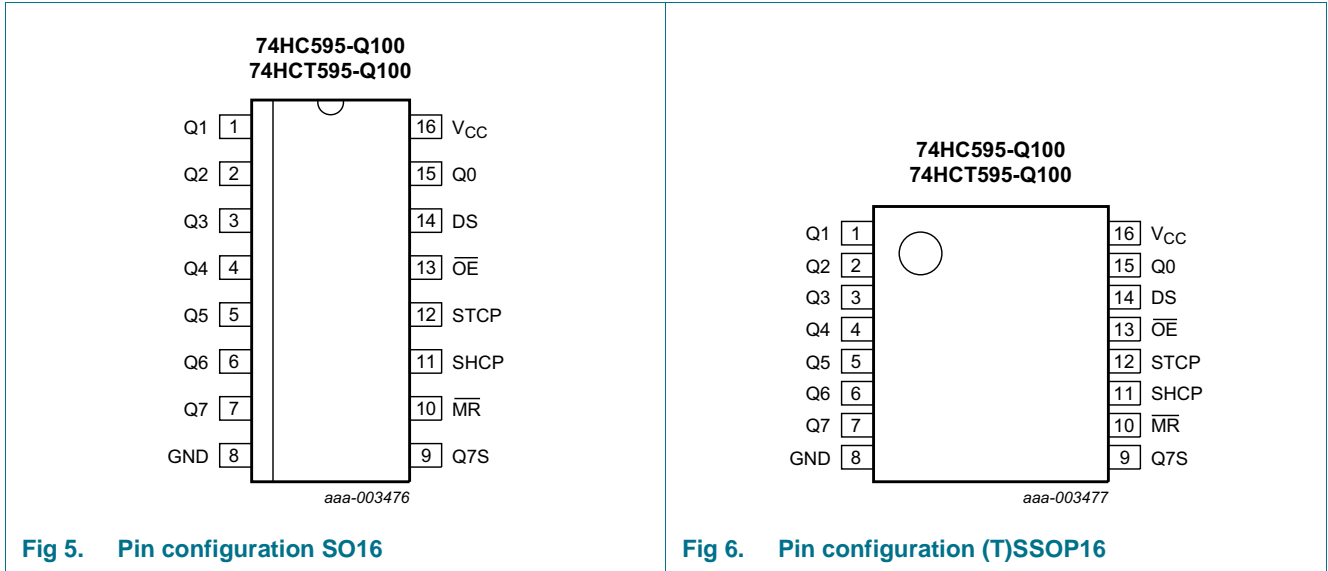 74HC595-Q100
74HCT595-Q100
Q1 1 16 VCC
Q2 2 15 Q0
Q3 3 14 DS
Q4 4 13 OE
Q5 5 12 STCP
Q6 6 11 SHCP
Q7 7 10 MR
GND 8 9 Q7S
aaa-003476
Fig 5. Pin configuration SO16
74HC595-Q100
74HCT595-Q100
Q1 1 16 VCC
Q2 2 15 Q0
Q3 3 14 DS
Q4 4 13 OE
Q5 5 12 STCP
Q6 6 11 SHCP
Q7 7 10 MR
GND 8 9 Q7S
aaa-003477
Fig 6. Pin configuration (T)SSOP16